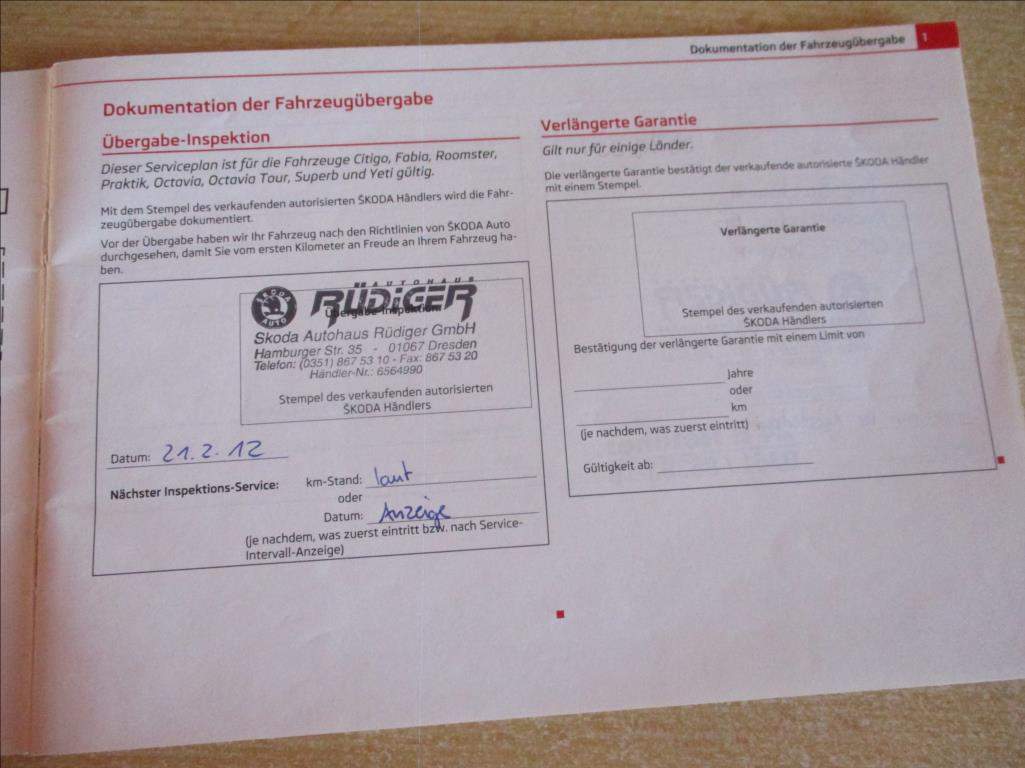 Dokumentation der Fahrzeugübergabe 1
Dokumentation der Fahrzeugübergabe
Übergabe-Inspektion
Dieser Serviceplan ist für die Fahrzeuge Citigo, Fabia, Roomster,
Praktik, Octavia, Octavia Tour, Superb und Yeti gültig.
Mit dem Stempel des verkaufenden autorisierten ŠKODA Händlers wird die Fahr-
zeugübergabe dokumentiert.
Vor der Übergabe haben wir Ihr Fahrzeug nach den Richtlinien von ŠKODA Auto
durchgesehen, damit Sie vom ersten Kilometer an Freude an Ihrem Fahrzeug ha-
ben.
AUTOHAUS
SKODA AUTO
RÜDiGER
Übergabe-Inspektion
Skoda Autohaus Rüdiger GmbH
Hamburger Str. 35 - 01067 Dresden
Telefon: (0351) 867 53 10 - Fax: 867 53 20
Händler-Nr.: 6564990
Stempel des verkaufenden autorisierten
ŠKODA Händlers
Datum: 21.2.12
Nächster Inspektions-Service: km-Stand: laut
oder
Datum: Anzeige
(je nachdem, was zuerst eintritt bzw. nach Service-
Intervall-Anzeige)
Verlängerte Garantie
Gilt nur für einige Länder.
Die verlängerte Garantie bestätigt der verkaufende autorisierte ŠKODA Händler
mit einem Stempel.
Verlängerte Garantie
Stempel des verkaufenden autorisierten
ŠKODA Händlers
Bestätigung der verlängerte Garantie mit einem Limit von
Jahre
oder
km
(je nachdem, was zuerst eintritt)
Gültigkeit ab: